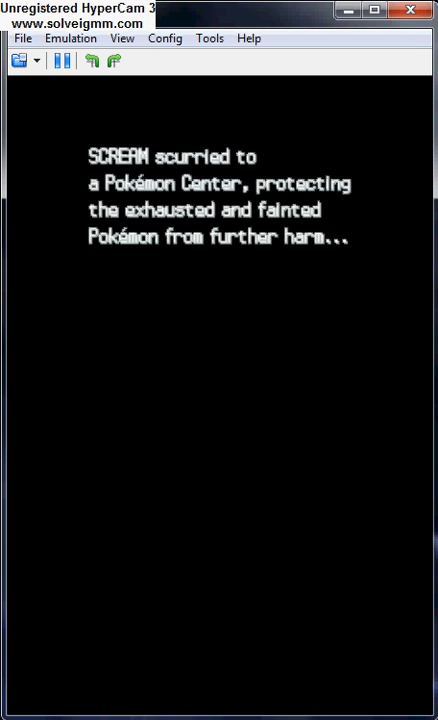 Unregistered HyperCam 3
www.solveigmm.com
File Emulation View Config Tools Help
SCREAM scurried to
a Pokémon Center, protecting
the exhausted and fainted
Pokémon from further harm...